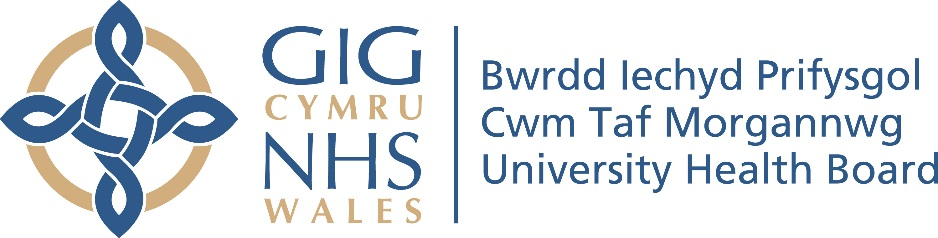 GIG
CYMRU
NHS
WALES
Bwrdd Iechyd Prifysgol
Cwm Taf Morgannwg
University Health Board